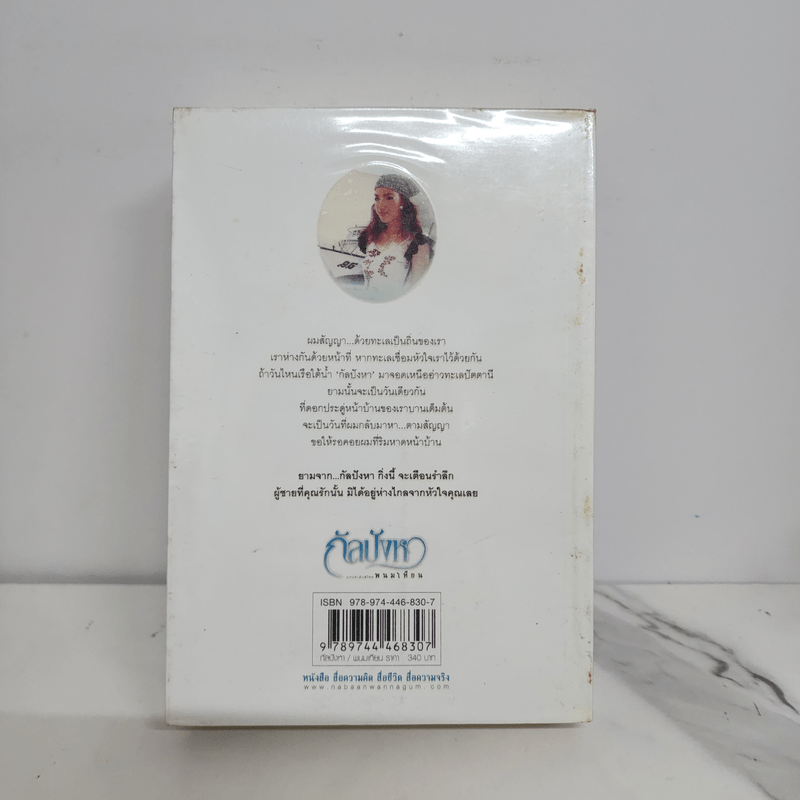 ผมสัญญา...ด้วยทะเลเป็นถิ่นของเรา
เราห่างกันด้วยหน้าที่ หากทะเลเชื่อมหัวใจเราไว้ด้วยกัน
ถ้าวันไหนเรือใต้น้ำ ‘กัลปังหา’ มาจอดเหนืออ่าวทะเลปัตตานี
ยามนั้นจะเป็นวันเดียวกัน
ที่ดอกประดู่หน้าบ้านของเราบานเต็มต้น
จะเป็นวันที่ผมกลับมาหา...ตามสัญญา
ขอให้รอคอยผมที่ริมหาดหน้าบ้าน
ยามจาก...กัลปังหา กิ่งนี้ จะเตือนรำลึก
ผู้ชายที่คุณรักนั้น มิได้อยู่ห่างไกลจากหัวใจคุณเลย
กัลปังหา
พนมเทียน
ISBN 978-974-446-830-7
9 789744 468307
กัลปังหา / พนมเทียน ราคา 340 บาท
หนังสือ สื่อความคิด สื่อชีวิต สื่อความจริง
www.nabaanwannagum.com